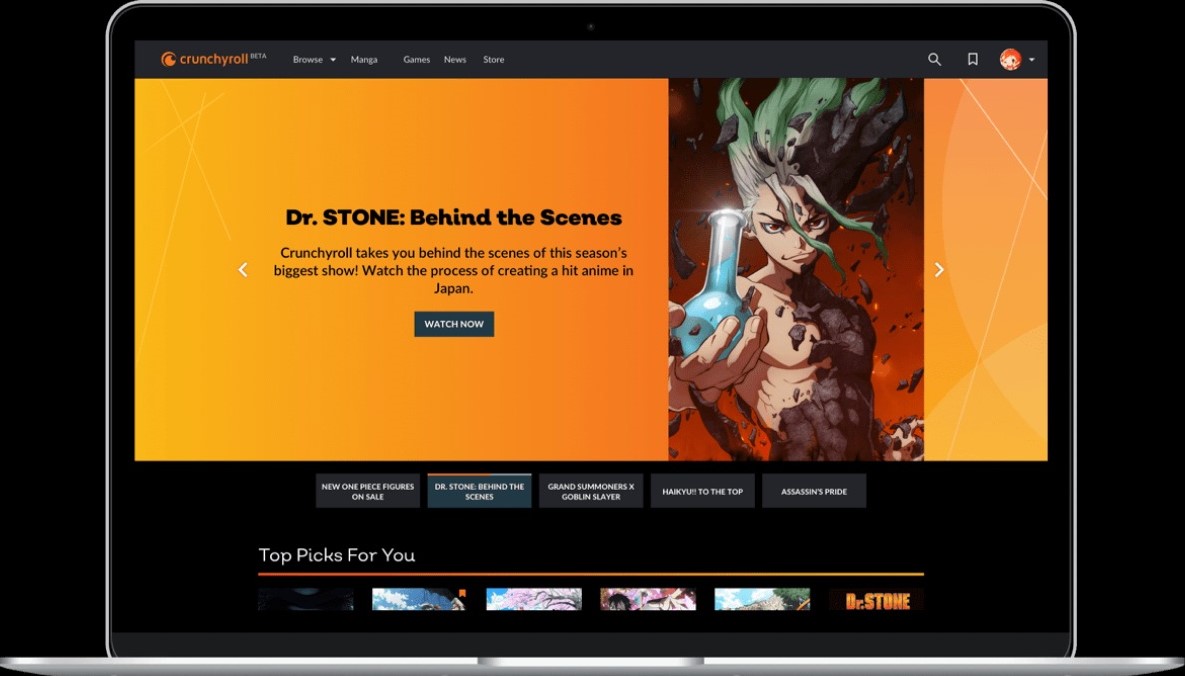 crunchyroll BETA
Browse
Manga
Games
News
Store
Dr. STONE: Behind the Scenes
Crunchyroll takes you behind the scenes of this season's
biggest show! Watch the process of creating a hit anime in
Japan.
WATCH NOW
NEW ONE PIECE FIGURES
ON SALE
DR. STONE: BEHIND THE
SCENES
GRAND SUMMONERS X
GOBLIN SLAYER
HAIKYU!! TO THE TOP
ASSASSIN'S PRIDE
Top Picks For You
Dr.STONE